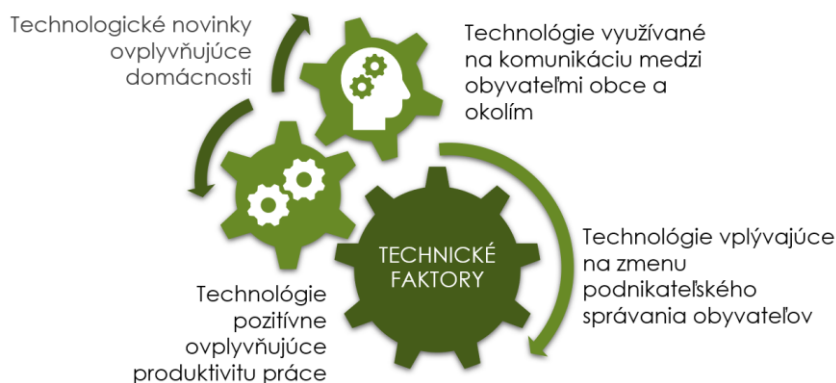 Technologické novinky
ovplyvňujúce
domácnosti
Technológie využívané
na komunikáciu medzi
obyvateľmi obce a
okolím
TECHNICKÉ
FAKTORY
Technológie vplývajúce
na zmenu
podnikateľského
správania obyvateľov
Technológie
pozitívne
ovplyvňujúce
produktivitu práce